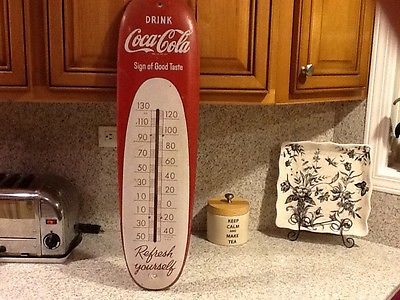 DRINK
Coca-Cola
Sign of Good Taste
130
120
110
100
90
80
70
60
50
40
30
20
10
0
10
20
30
40
50
Refresh
yourself
KEEP
CALM
AND
MAKE
TEA